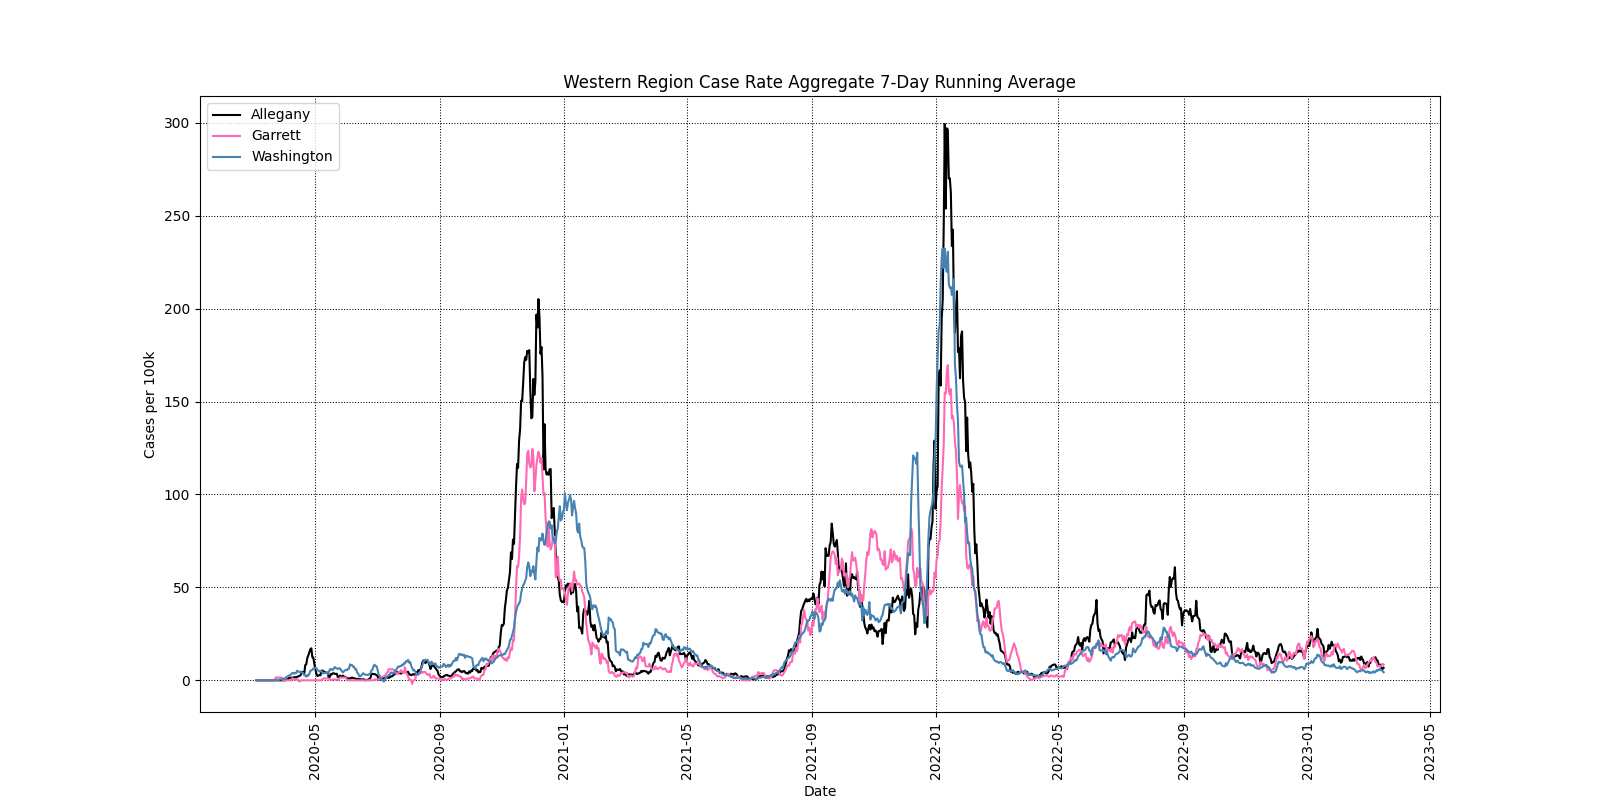 Western Region Case Rate Aggregate 7-Day Running Average
Allegany
Garrett
Washington
300
250
200
150
100
50
0
Cases per 100k
2020-05
2020-09
2021-01
2021-05
2021-09
2022-01
2022-05
2022-09
2023-01
2023-05
Date